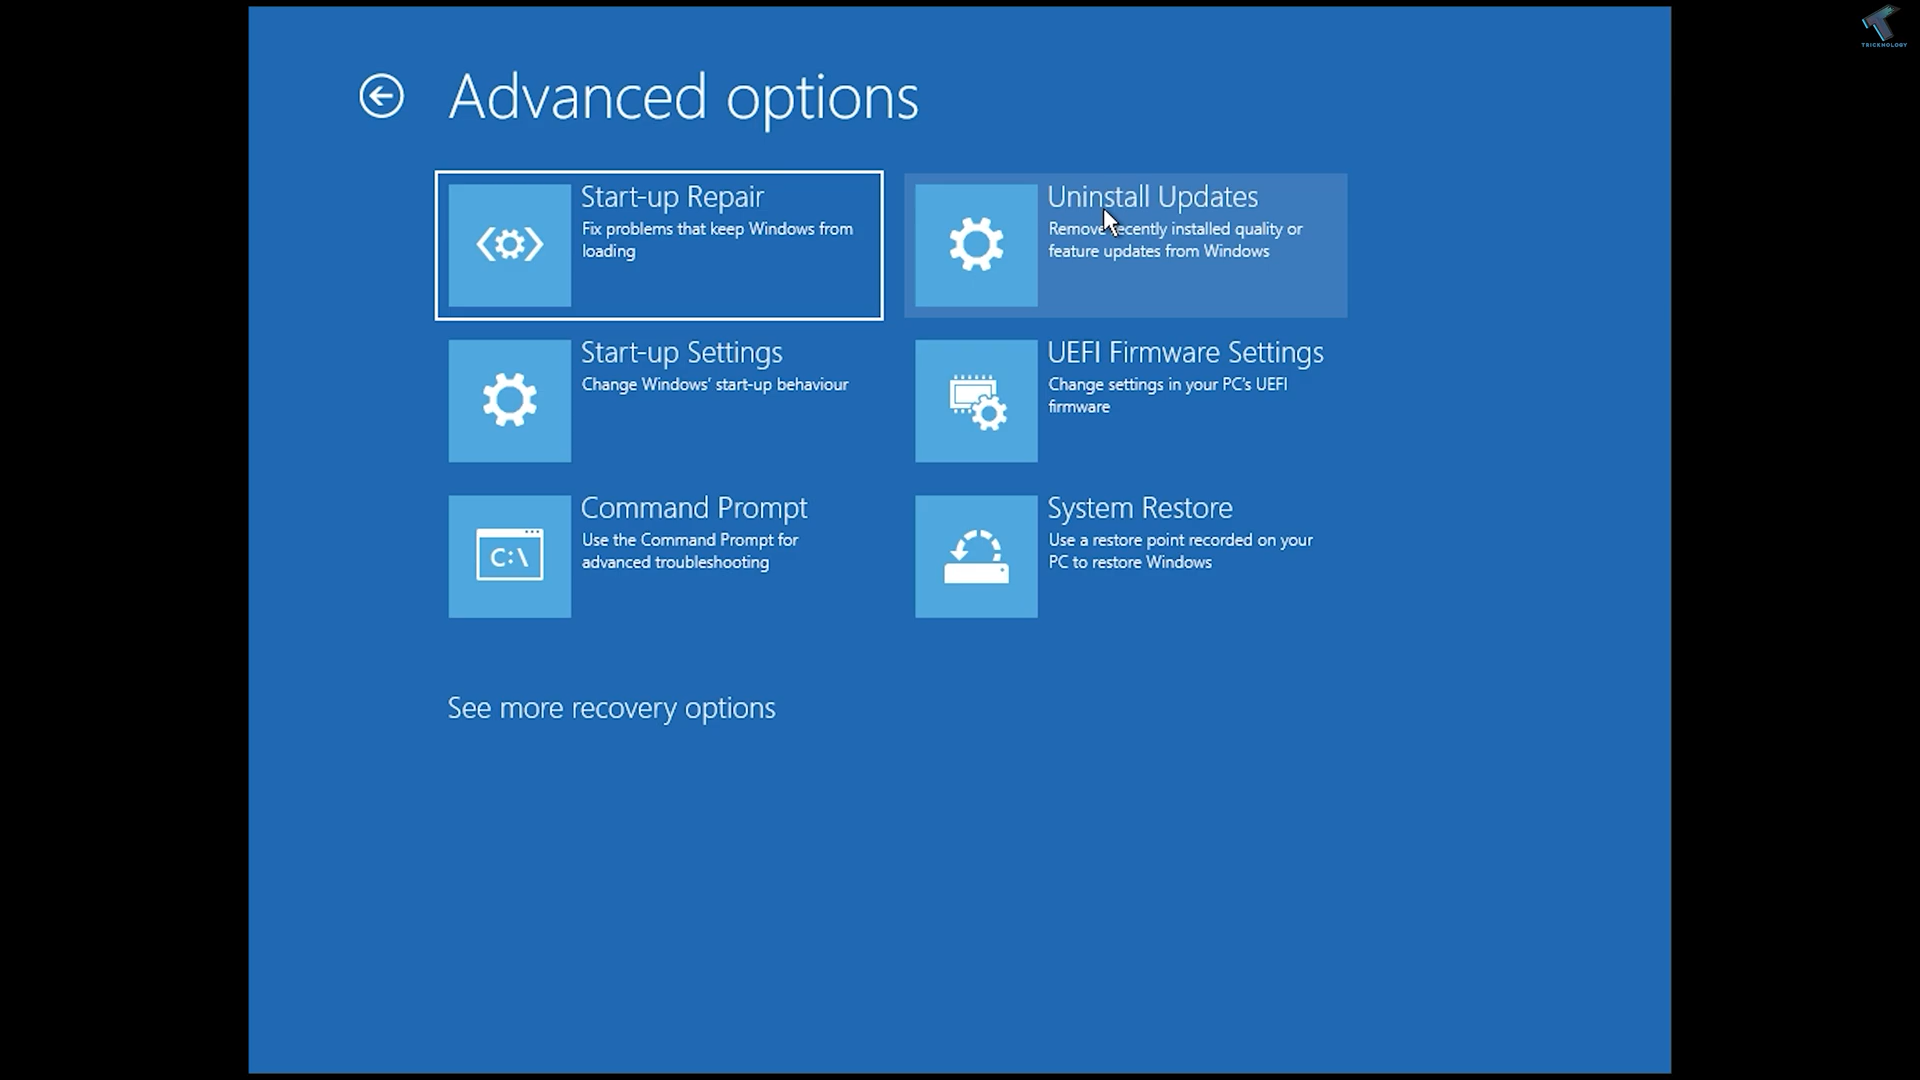 TRICKNOLOGY
Advanced options
Start-up Repair
Fix problems that keep Windows from
loading
Uninstall Updates
Remove recently installed quality or
feature updates from Windows
Start-up Settings
Change Windows' start-up behaviour
UEFI Firmware Settings
Change settings in your PC's UEFI
firmware
Command Prompt
Use the Command Prompt for
advanced troubleshooting
C:\
System Restore
Use a restore point recorded on your
PC to restore Windows
See more recovery options